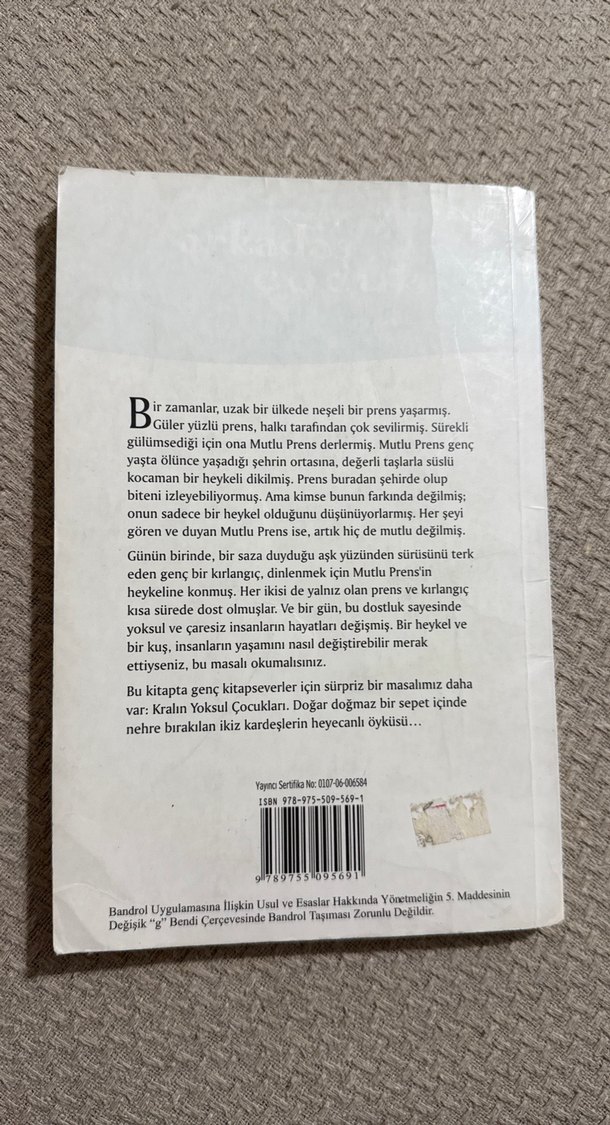 Bir zamanlar, uzak bir ülkede neşeli bir prens yaşarmış.
Güler yüzlü prens, halkı tarafından çok sevilirmiş. Sürekli
gülümsediği için ona Mutlu Prens derlermiş. Mutlu Prens genç
yaşta ölünce yaşadığı şehrin ortasına, değerli taşlarla süslü
kocaman bir heykeli dikilmiş. Prens buradan şehirde olup
biteni izleyebiliyormuş. Ama kimse bunun farkında değilmiş;
onun sadece bir heykel olduğunu düşünüyorlarmış. Her şeyi
gören ve duyan Mutlu Prens ise, artık hiç de mutlu değilmiş.
Günün birinde, bir saza duyduğu aşk yüzünden sürüsünü terk
eden genç bir kırlangıç, dinlenmek için Mutlu Prens'in
heykeline konmuş. Her ikisi de yalnız olan prens ve kırlangıç
kısa sürede dost olmuşlar. Ve bir gün, bu dostluk sayesinde
yoksul ve çaresiz insanların hayatları değişmiş. Bir heykel ve
bir kuş, insanların yaşamını nasıl değiştirebilir merak
ettiyseniz, bu masalı okumalısınız.
Bu kitapta genç kitapseverler için sürpriz bir masalımız daha
var: Kralın Yoksul Çocukları. Doğar doğmaz bir sepet içinde
nehre bırakılan ikiz kardeşlerin heyecanlı öyküsü...
Yayıncı Sertifika No: 0107-06-006584
ISBN 978-975-509-569-1
9 789755 095691
Bandrol Uygulamasına İlişkin Usul ve Esaslar Hakkında Yönetmeliğin 5. Maddesinin
Değişik "g" Bendi Çerçevesinde Bandrol Taşıması Zorunlu Değildir.